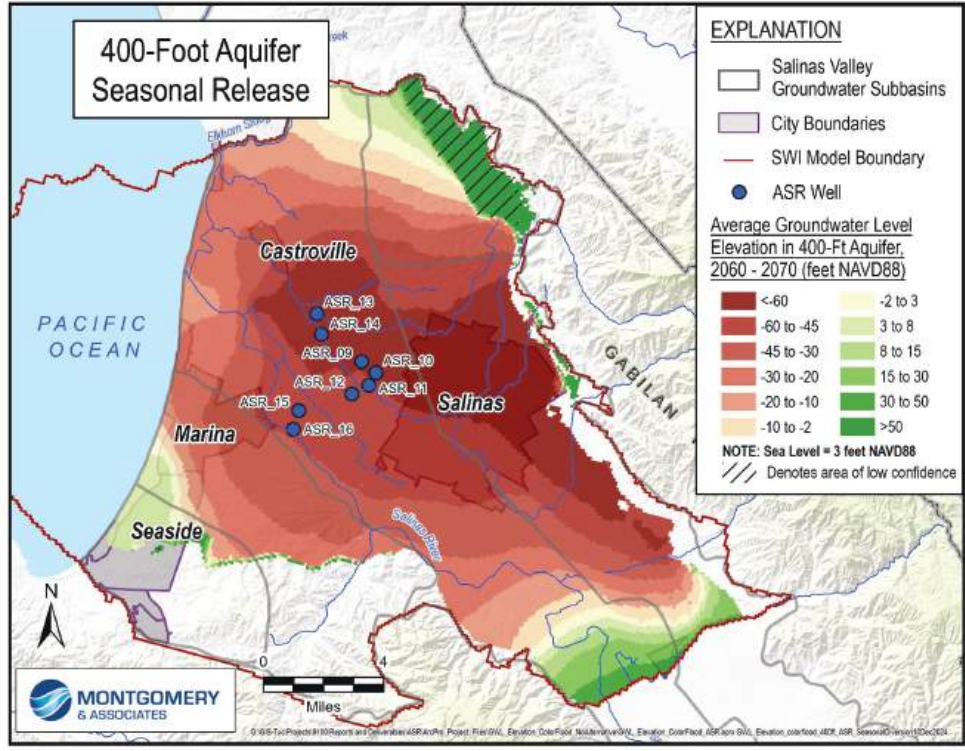 400-Foot Aquifer
Seasonal Release
Creek
Elkhorn Slough
Castroville
ASR_13
ASR_14
ASR_09
ASR_10
ASR_12
ASR_11
ASR_15
ASR_16
PACIFIC
OCEAN
Marina
Salinas
Seaside
Salinas River
GABILAN
N
0 4
Miles
MONTGOMERY
& ASSOCIATES
EXPLANATION
Salinas Valley
Groundwater Subbasins
City Boundaries
SWI Model Boundary
ASR Well
Average Groundwater Level
Elevation in 400-Ft Aquifer,
2060 - 2070 (feet NAVD88)
<-60
-60 to -45
-45 to -30
-30 to -20
-20 to -10
-10 to -2
-2 to 3
3 to 8
8 to 15
15 to 30
30 to 50
>50
NOTE: Sea Level = 3 feet NAVD88
Denotes area of low confidence